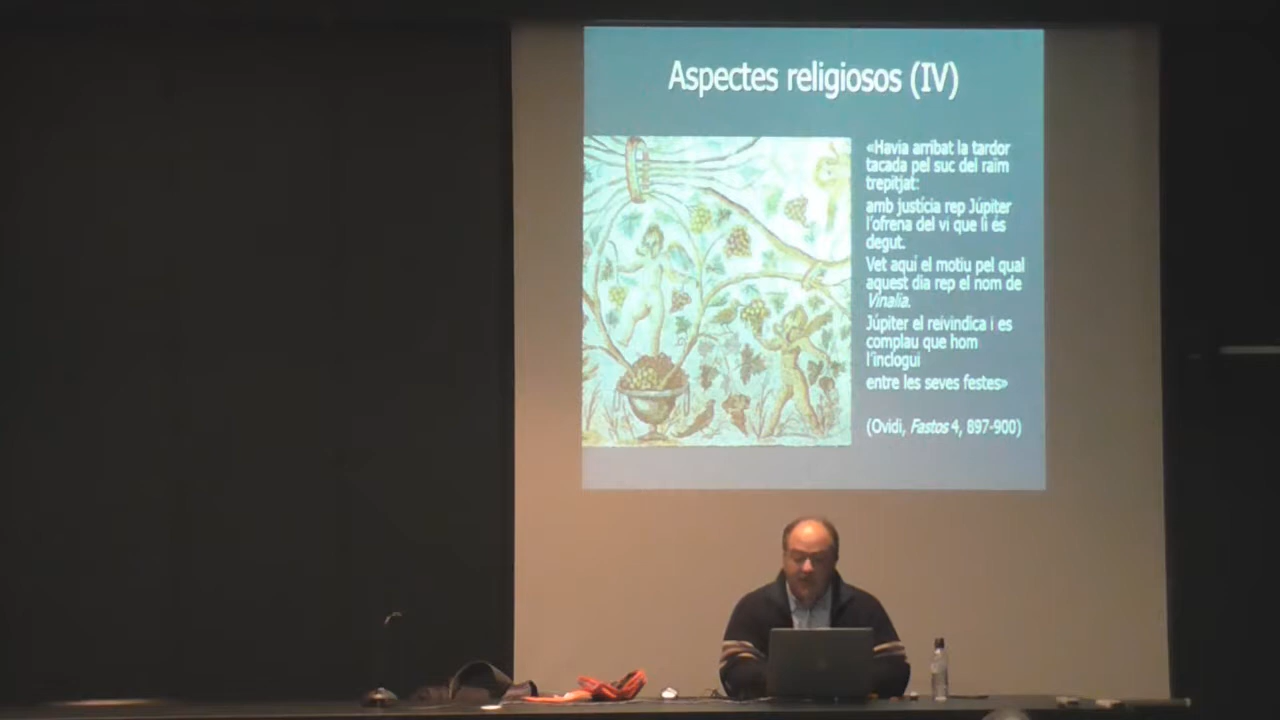 Aspectes religiosos (IV)
«Havia arribat la tardor
tacada pel suc del raïm
trepitjat:
amb justícia rep Júpiter
l'ofrena del vi que li és
degut.
Vet aquí el motiu pel qual
aquest dia rep el nom de
Vinalia.
Júpiter el reivindica i es
complau que hom
l'inclogui
entre les seves festes»
(Ovidi, Fastos 4, 897-900)